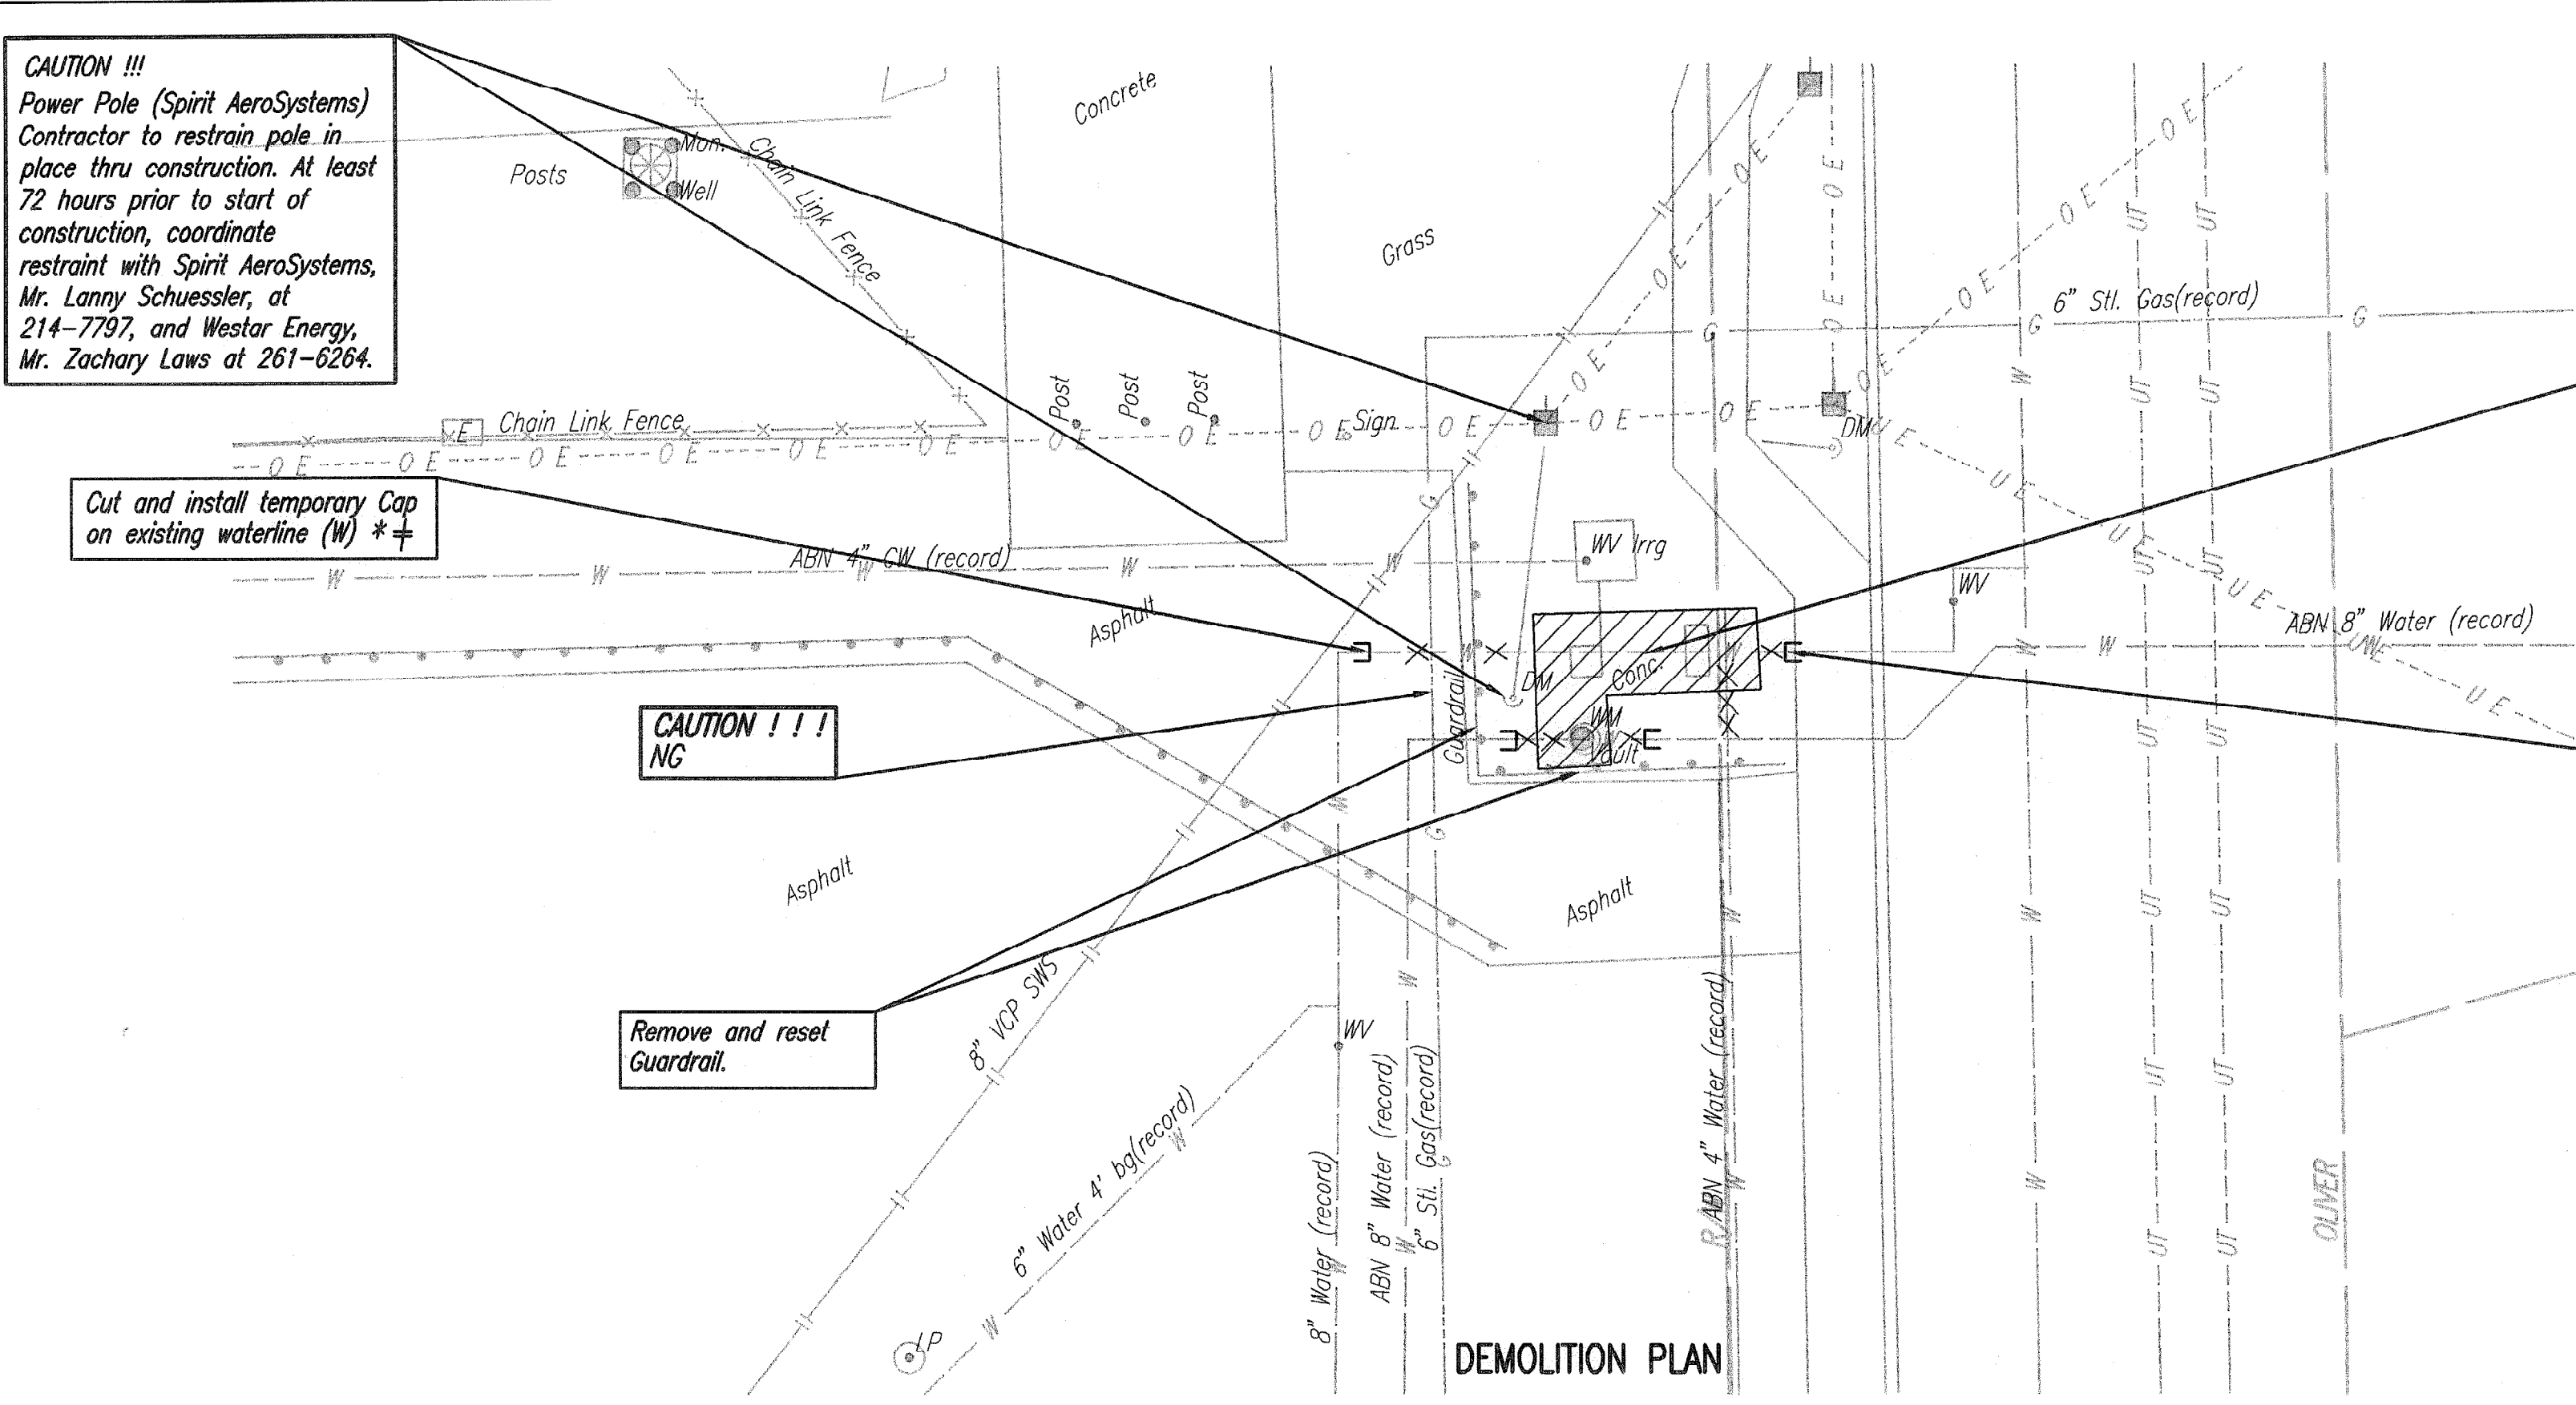 CAUTION !!!
Power Pole (Spirit AeroSystems)
Contractor to restrain pole in
place thru construction. At least
72 hours prior to start of
construction, coordinate
restraint with Spirit AeroSystems,
Mr. Lanny Schuessler, at
214-7797, and Westar Energy,
Mr. Zachary Laws at 261-6264.
Posts
Mon.
Well
Chain Link Fence
Concrete
Grass
6" Stl. Gas(record)
Post
Post
Post
Sign
E
Chain Link Fence
DM
Cut and install temporary Cap
on existing waterline (W) *
ABN 4" CW (record)
WV Irrg
WV
Asphalt
ABN 8" Water (record)
Guardrail
DM
Conc.
WM
Vault
CAUTION ! ! !
NG
Asphalt
Asphalt
Remove and reset
Guardrail.
8" VCP SWS
WV
6" Water 4' bg(record)
8" Water (record)
ABN 8" Water (record)
6" Stl. Gas(record)
ABN 4" Water (record)
OLIVER
LP
DEMOLITION PLAN